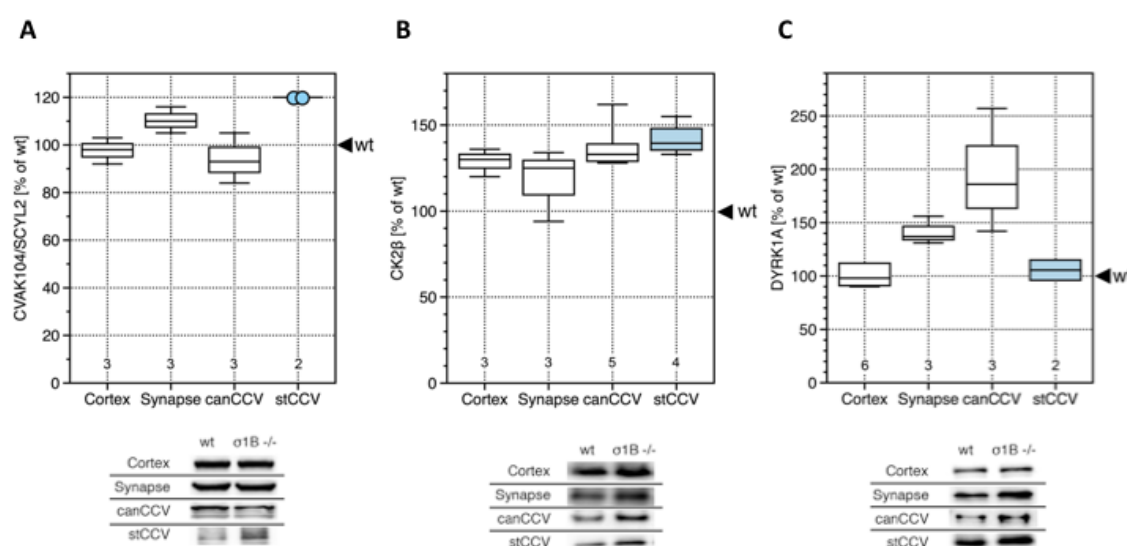 A
CVAK104/SCYL2 [% of wt]
120
100
80
60
40
20
0
3
3
3
2
Cortex Synapse canCCV stCCV
wt
wt σ1B -/-
Cortex
Synapse
canCCV
stCCV
B
CK2β [% of wt]
150
100
50
0
3
3
5
4
Cortex Synapse canCCV stCCV
wt
wt σ1B -/-
Cortex
Synapse
canCCV
stCCV
C
DYRK1A [% of wt]
250
200
150
100
50
0
6
3
3
2
Cortex Synapse canCCV stCCV
wt σ1B -/-
Cortex
Synapse
canCCV
stCCV